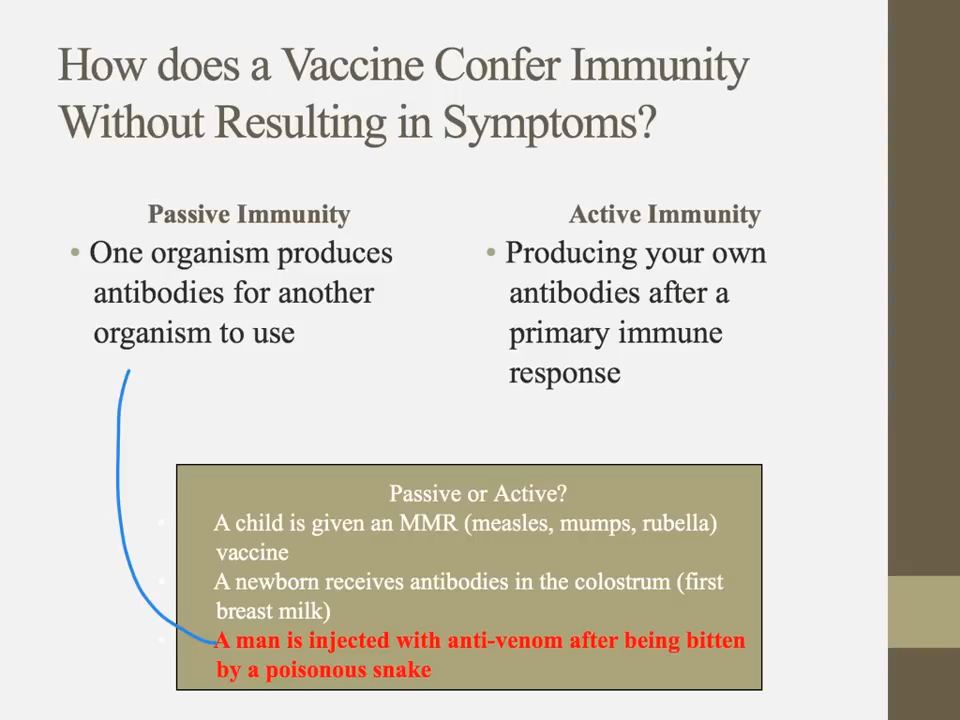 How does a Vaccine Confer Immunity
Without Resulting in Symptoms?
Passive Immunity
• One organism produces
antibodies for another
organism to use
Active Immunity
• Producing your own
antibodies after a
primary immune
response
Passive or Active?
• A child is given an MMR (measles, mumps, rubella)
vaccine
• A newborn receives antibodies in the colostrum (first
breast milk)
• A man is injected with anti-venom after being bitten
by a poisonous snake